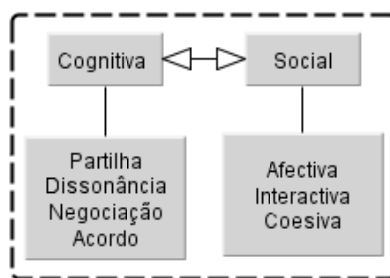 Cognitiva
Social
Partilha
Dissonância
Negociação
Acordo
Afectiva
Interactiva
Coesiva